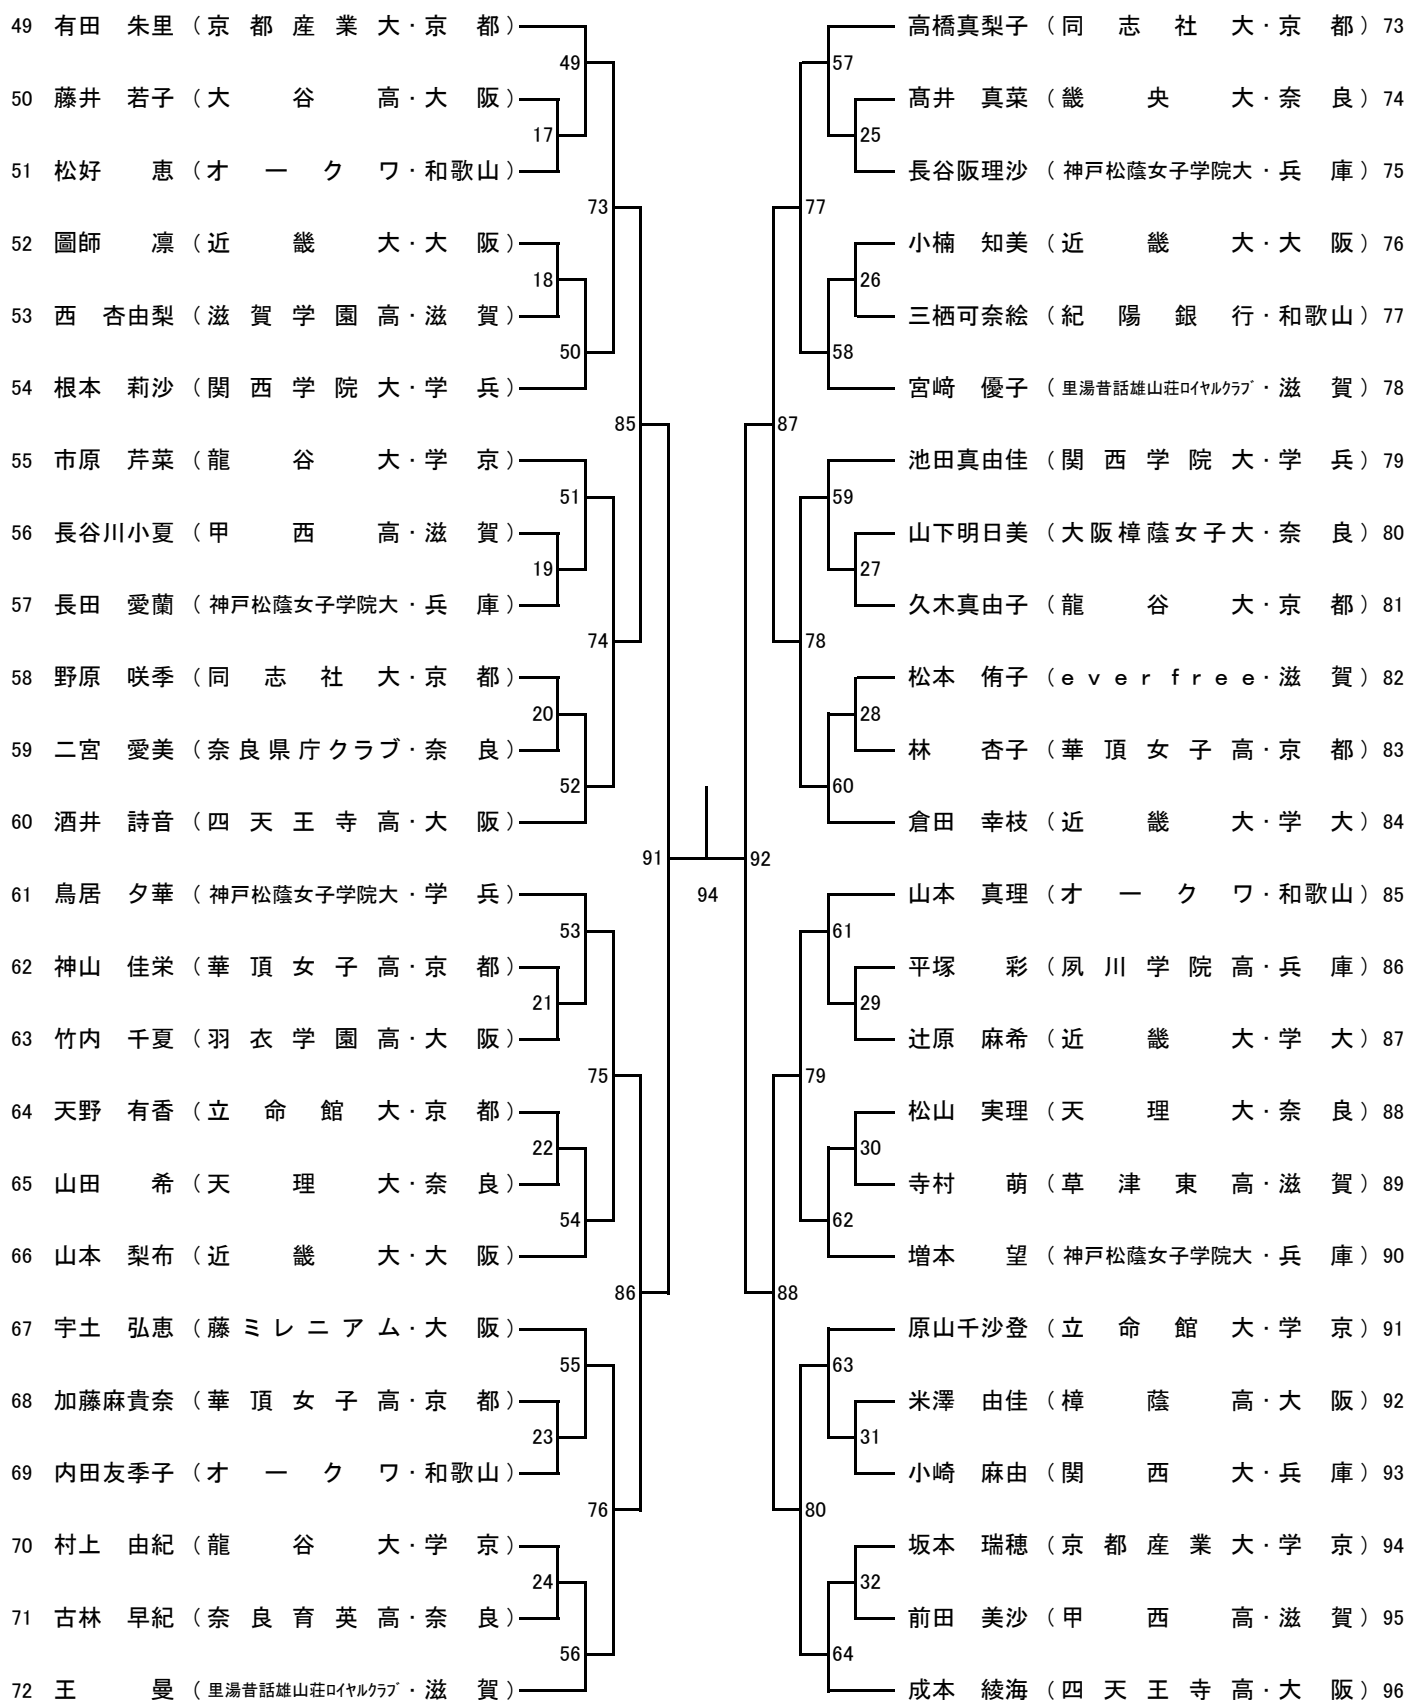 49 有田 朱里 (京都産業大・京都)
49
50 藤井 若子 (大谷高・大阪)
17
51 松好 恵 (オークワ・和歌山)
73
52 圖師 凛 (近畿大・大阪)
18
53 西 杏由梨 (滋賀学園高・滋賀)
50
54 根本 莉沙 (関西学院大・学兵)
85
55 市原 芹菜 (龍谷大・学京)
51
56 長谷川小夏 (甲西高・滋賀)
19
57 長田 愛蘭 (神戸松蔭女子学院大・兵庫)
74
58 野原 咲季 (同志社大・京都)
20
59 二宮 愛美 (奈良県庁クラブ・奈良)
52
60 酒井 詩音 (四天王寺高・大阪)
91
61 鳥居 夕華 (神戸松蔭女子学院大・学兵)
53
62 神山 佳栄 (華頂女子高・京都)
21
63 竹内 千夏 (羽衣学園高・大阪)
75
64 天野 有香 (立命館大・京都)
22
65 山田 希 (天理大・奈良)
54
66 山本 梨布 (近畿大・大阪)
86
67 宇土 弘恵 (藤ミレニアム・大阪)
55
68 加藤麻貴奈 (華頂女子高・京都)
23
69 内田友季子 (オークワ・和歌山)
76
70 村上 由紀 (龍谷大・学京)
24
71 古林 早紀 (奈良育英高・奈良)
56
72 王 曼 (里湯昔話雄山荘ロイヤルクラブ・滋賀)
94
高橋真梨子 (同志社大・京都) 73
57
髙井 真菜 (畿央大・奈良) 74
25
長谷阪理沙 (神戸松蔭女子学院大・兵庫) 75
77
小楠 知美 (近畿大・大阪) 76
26
三栖可奈絵 (紀陽銀行・和歌山) 77
58
宮﨑 優子 (里湯昔話雄山荘ロイヤルクラブ・滋賀) 78
87
池田真由佳 (関西学院大・学兵) 79
59
山下明日美 (大阪樟蔭女子大・奈良) 80
27
久木真由子 (龍谷大・京都) 81
78
松本 侑子 (everfree・滋賀) 82
28
林 杏子 (華頂女子高・京都) 83
60
倉田 幸枝 (近畿大・学大) 84
92
山本 真理 (オークワ・和歌山) 85
61
平塚 彩 (夙川学院高・兵庫) 86
29
辻原 麻希 (近畿大・学大) 87
79
松山 実理 (天理大・奈良) 88
30
寺村 萌 (草津東高・滋賀) 89
62
増本 望 (神戸松蔭女子学院大・兵庫) 90
88
原山千沙登 (立命館大・学京) 91
63
米澤 由佳 (樟蔭高・大阪) 92
31
小崎 麻由 (関西大・兵庫) 93
80
坂本 瑞穂 (京都産業大・学京) 94
32
前田 美沙 (甲西高・滋賀) 95
64
成本 綾海 (四天王寺高・大阪) 96